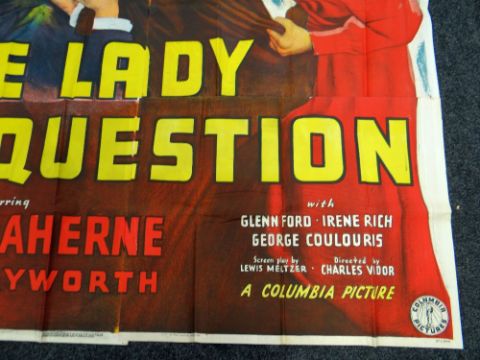 E LADY
QUESTION
rring
AHERNE
YWORTH
with
GLENN FORD · IRENE RICH
GEORGE COULOURIS
Screen play by
LEWIS MELTZER
Directed by
CHARLES VIDOR
A COLUMBIA PICTURE
COLUMBIA
PICTURES